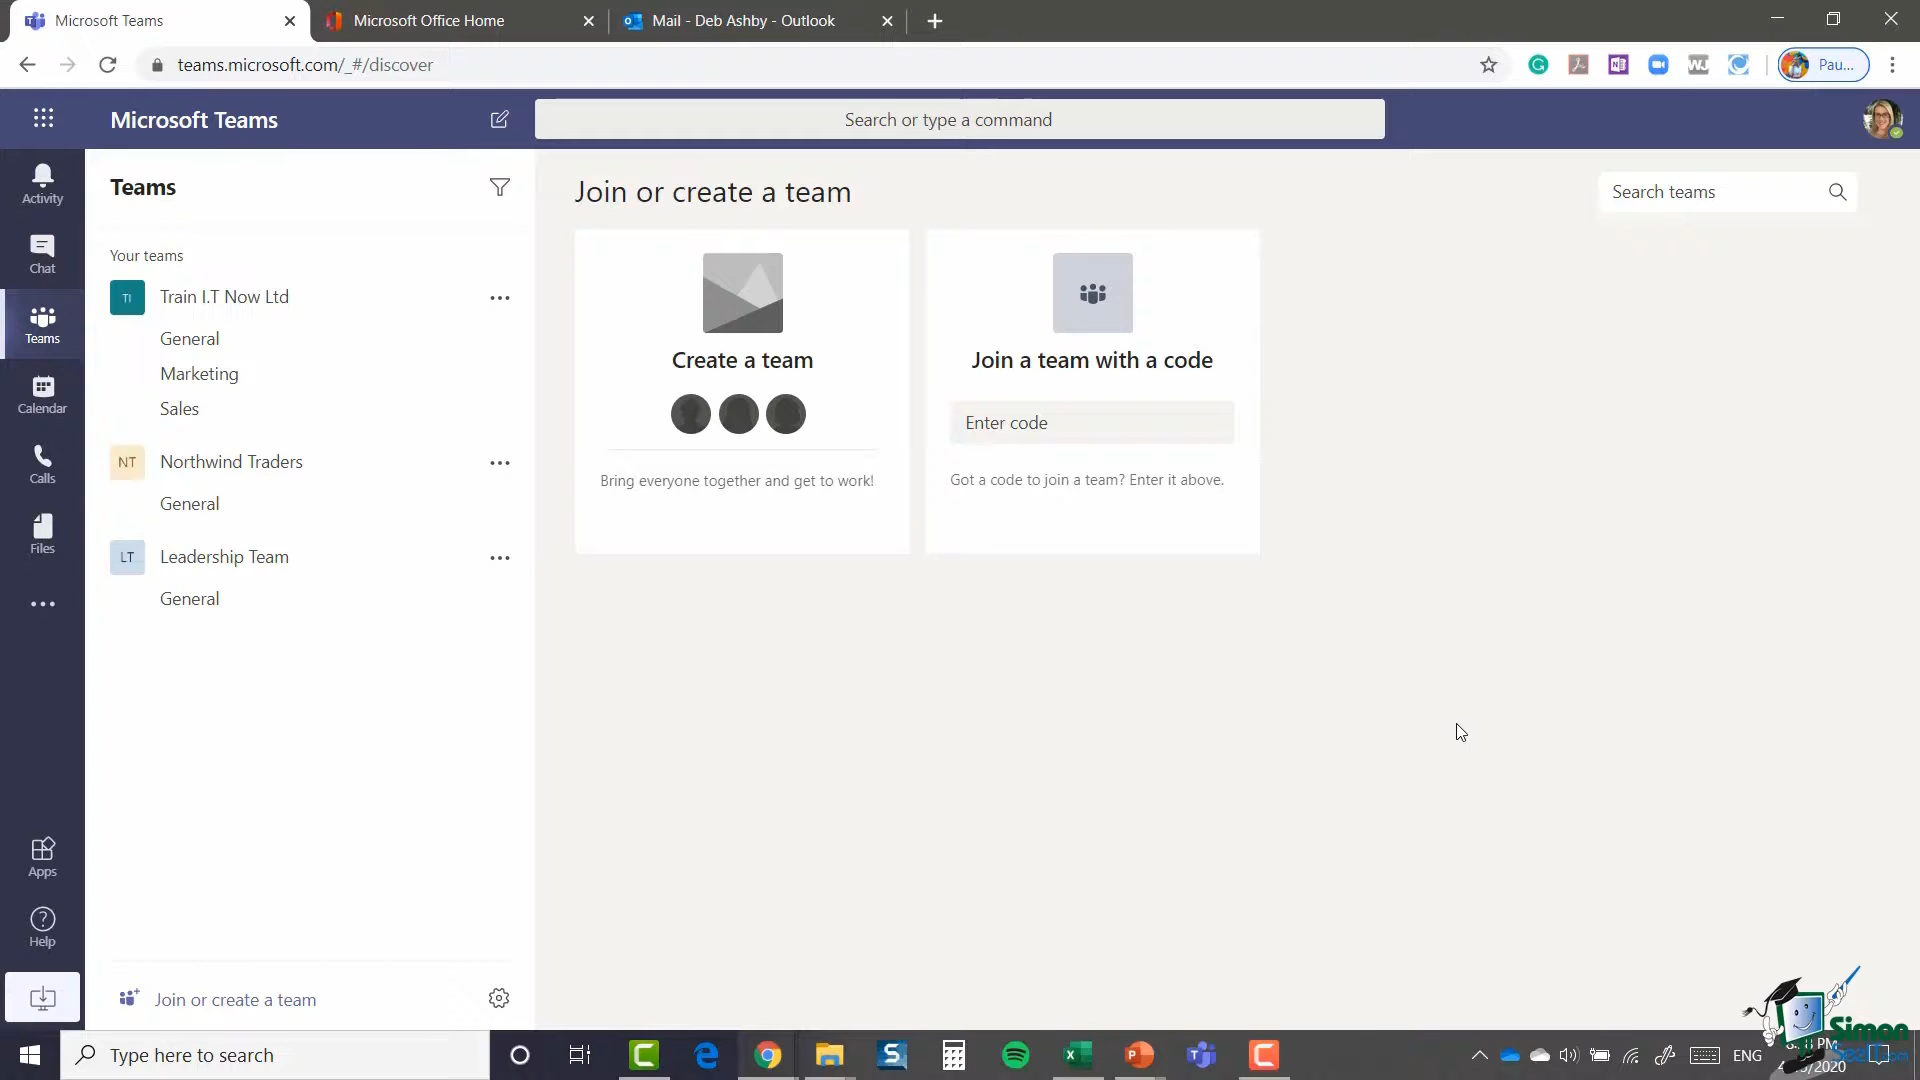 Microsoft Teams
Microsoft Office Home
Mail - Deb Ashby - Outlook
teams.microsoft.com/_#/discover
Pau...
Microsoft Teams
Search or type a command
Activity
Chat
Teams
Calendar
Calls
Files
Apps
Help
Teams
Your teams
TI Train I.T Now Ltd
General
Marketing
Sales
NT Northwind Traders
General
LT Leadership Team
General
Join or create a team
Join or create a team
Search teams
Create a team
Bring everyone together and get to work!
Join a team with a code
Enter code
Got a code to join a team? Enter it above.
Type here to search
ENG
PM
Simon
SezIT.com